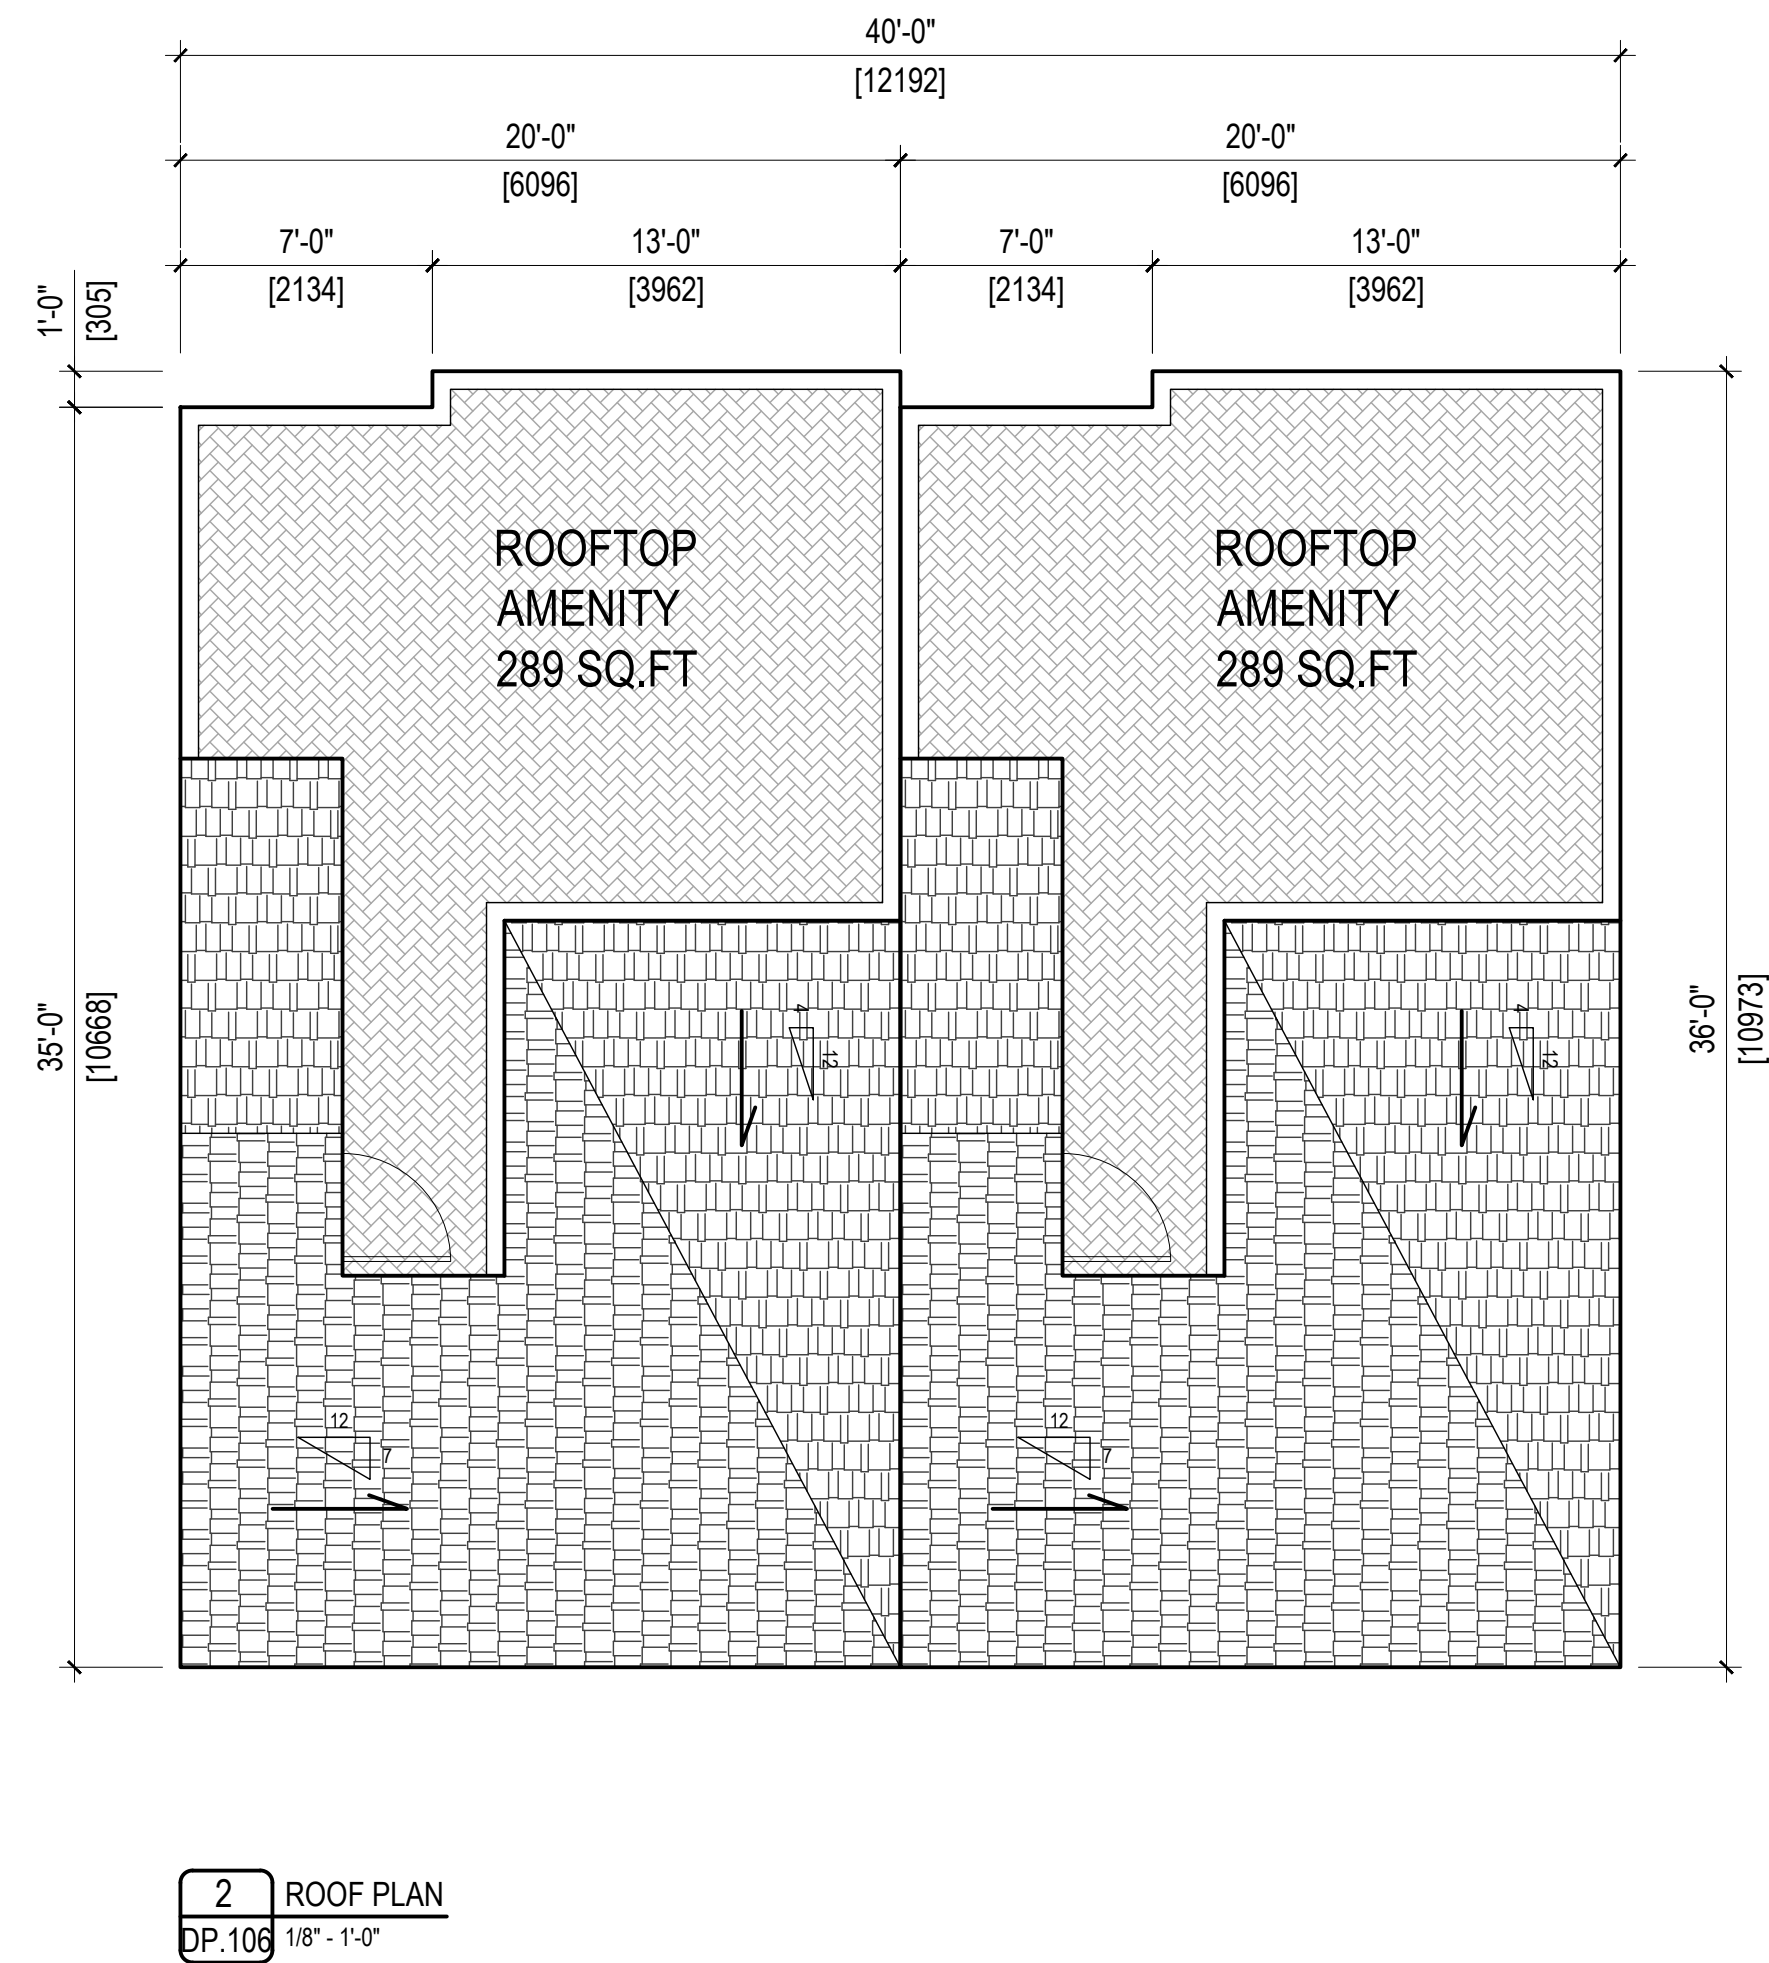 40'-0"
[12192]
20'-0" 20'-0"
[6096] [6096]
7'-0" 13'-0" 7'-0" 13'-0"
[2134] [3962] [2134] [3962]
1'-0"
[305]
ROOFTOP
AMENITY
289 SQ.FT
ROOFTOP
AMENITY
289 SQ.FT
35'-0"
[10668]
4
12
4
12
36'-0"
[10973]
12
7
12
7
2 ROOF PLAN
DP.106 1/8" - 1'-0"